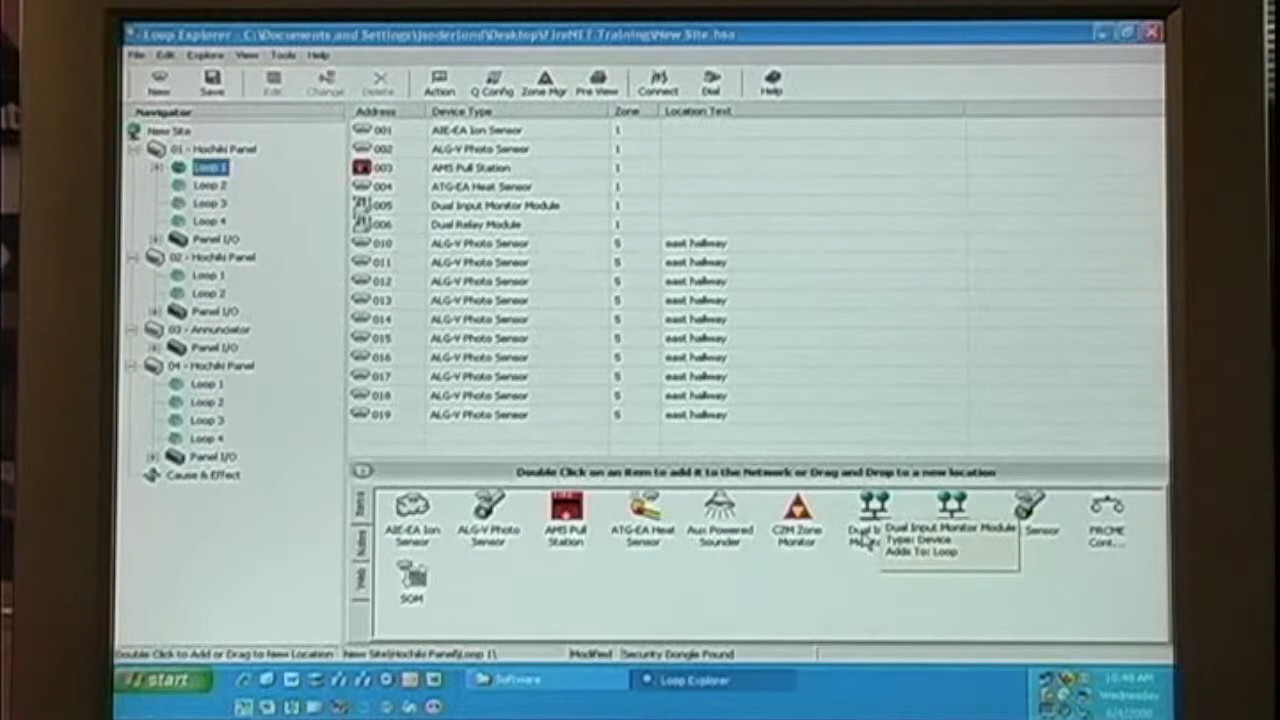 Loop Explorer - C:\Documents and Settings\jsoderlund\Desktop\FireNET Training\New Site.hsa
File Edit Explore View Tools Help
New Save Edit Change Delete Action Q Config Zone Mgr Pre View Connect Dial Help
Navigator
New Site
01 - Hochiki Panel
Loop 1
Loop 2
Loop 3
Loop 4
Panel I/O
02 - Hochiki Panel
Loop 1
Loop 2
Panel I/O
03 - Annunciator
Panel I/O
04 - Hochiki Panel
Loop 1
Loop 2
Loop 3
Loop 4
Panel I/O
Cause & Effect
Address Device Type Zone Location Text
001 AIE-EA Ion Sensor 1
002 ALG-V Photo Sensor 1
003 AMS Pull Station 1
004 ATG-EA Heat Sensor 1
005 Dual Input Monitor Module 1
006 Dual Relay Module 1
010 ALG-V Photo Sensor 5 east hallway
011 ALG-V Photo Sensor 5 east hallway
012 ALG-V Photo Sensor 5 east hallway
013 ALG-V Photo Sensor 5 east hallway
014 ALG-V Photo Sensor 5 east hallway
015 ALG-V Photo Sensor 5 east hallway
016 ALG-V Photo Sensor 5 east hallway
017 ALG-V Photo Sensor 5 east hallway
018 ALG-V Photo Sensor 5 east hallway
019 ALG-V Photo Sensor 5 east hallway
Double Click on an item to add it to the Network or Drag and Drop to a new location
Items
Notes
Web
AIE-EA Ion
Sensor
ALG-V Photo
Sensor
AMS Pull
Station
ATG-EA Heat
Sensor
Aux Powered
Sounder
CZM Zone
Monitor
Dual Input Monitor Module
Type: Device
Adds To: Loop
Sensor
Cont...
SOM
Double Click to Add or Drag to New Location New Site\Hochiki Panel\Loop 1\ Modified Security Dongle Found
start Software Loop Explorer
10:48 AM
Wednesday